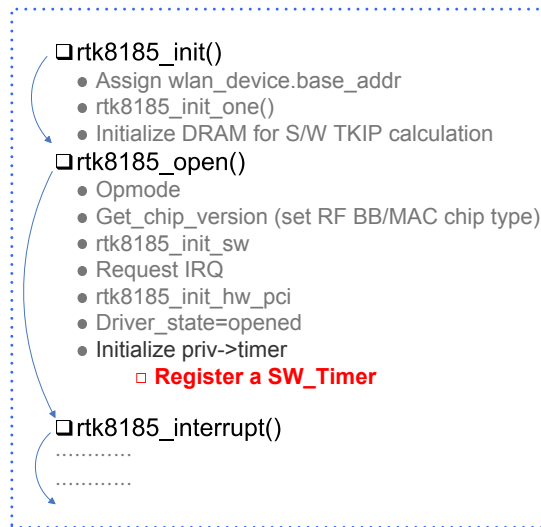 ❑rtk8185_init()
● Assign wlan_device.base_addr
● rtk8185_init_one()
● Initialize DRAM for S/W TKIP calculation
❑rtk8185_open()
● Opmode
● Get_chip_version (set RF BB/MAC chip type)
● rtk8185_init_sw
● Request IRQ
● rtk8185_init_hw_pci
● Driver_state=opened
● Initialize priv->timer
□ Register a SW_Timer
❑rtk8185_interrupt()
............
............